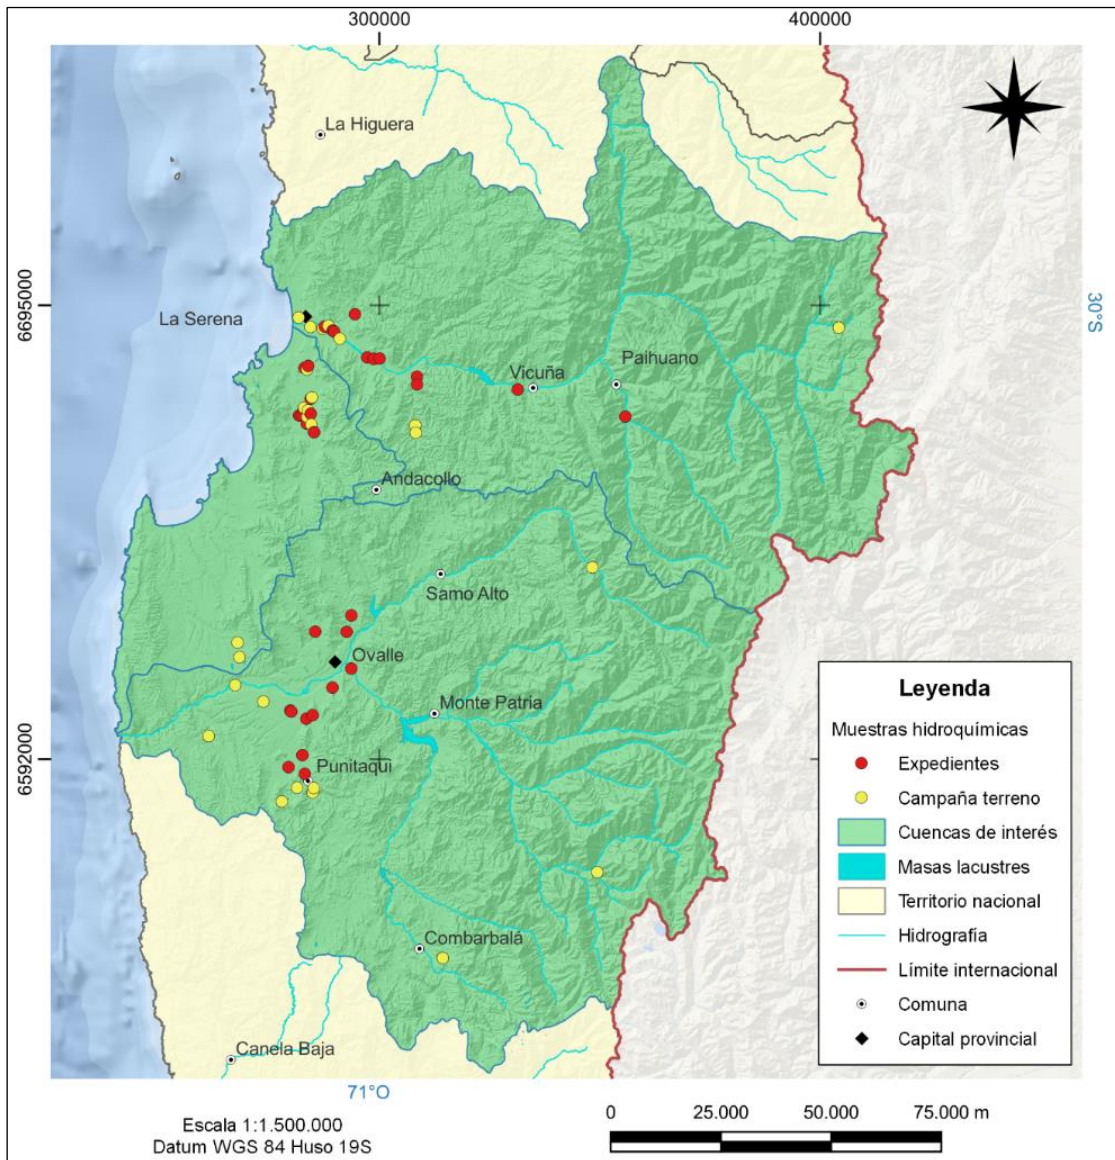 300000
400000
La Higuera
6695000
30°S
La Serena
Vicuña
Paihuano
Andacollo
Samo Alto
Ovalle
Monte Patria
6592000
Punitaqui
Combarbalá
Canela Baja
Leyenda
Muestras hidroquímicas
Expedientes
Campaña terreno
Cuencas de interés
Masas lacustres
Territorio nacional
Hidrografía
Límite internacional
Comuna
Capital provincial
71°O
Escala 1:1.500.000
Datum WGS 84 Huso 19S
0 25.000 50.000 75.000 m